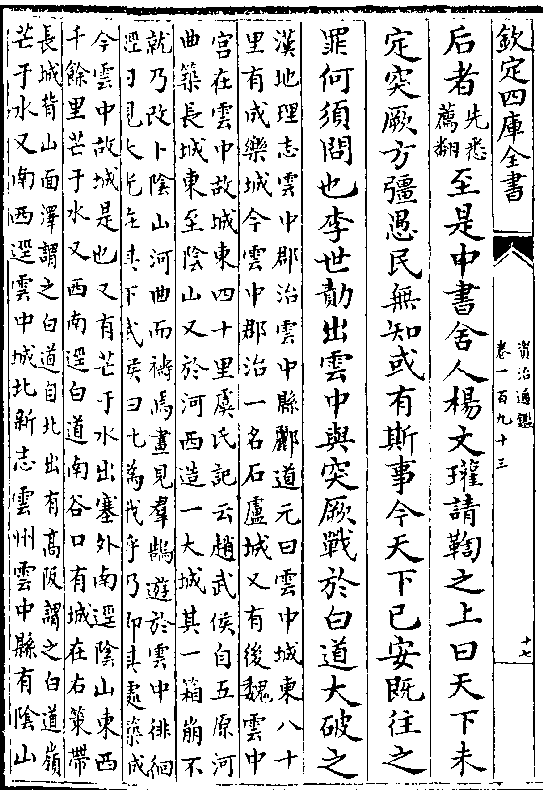 欽定四庫全書
資治通鑑
卷一百九十三
十七
后者先悉薦翻至是中書舍人楊文瓘請鞫之上曰天下未
定突厥方彊愚民無知或有斯事今天下已安既往之
罪何須問也李世勣出雲中與突厥戰於白道大破之
漢地理志雲中郡治雲中縣酈道元曰雲中城東八十
里有成樂城今雲中郡治一名石盧城又有後魏雲中
宫在雲中故城東四十里虞氏記云趙武侯自五原河
曲築長城東至隂山又於河西造一大城其一箱崩不
就乃改卜隂山河曲而禱焉晝見羣鵠遊於雲中徘徊
經日見大光在其下武侯曰此為我乎乃即其處築城
今雲中故城是也又有芒于水出塞外南逕隂山東西
千餘里芒于水又西南逕白道南谷口有城在右縈帶
長城背山面澤謂之白道自北出有高阪謂之白道嶺
芒于水又南西逕雲中城北新志雲州雲中縣有隂山